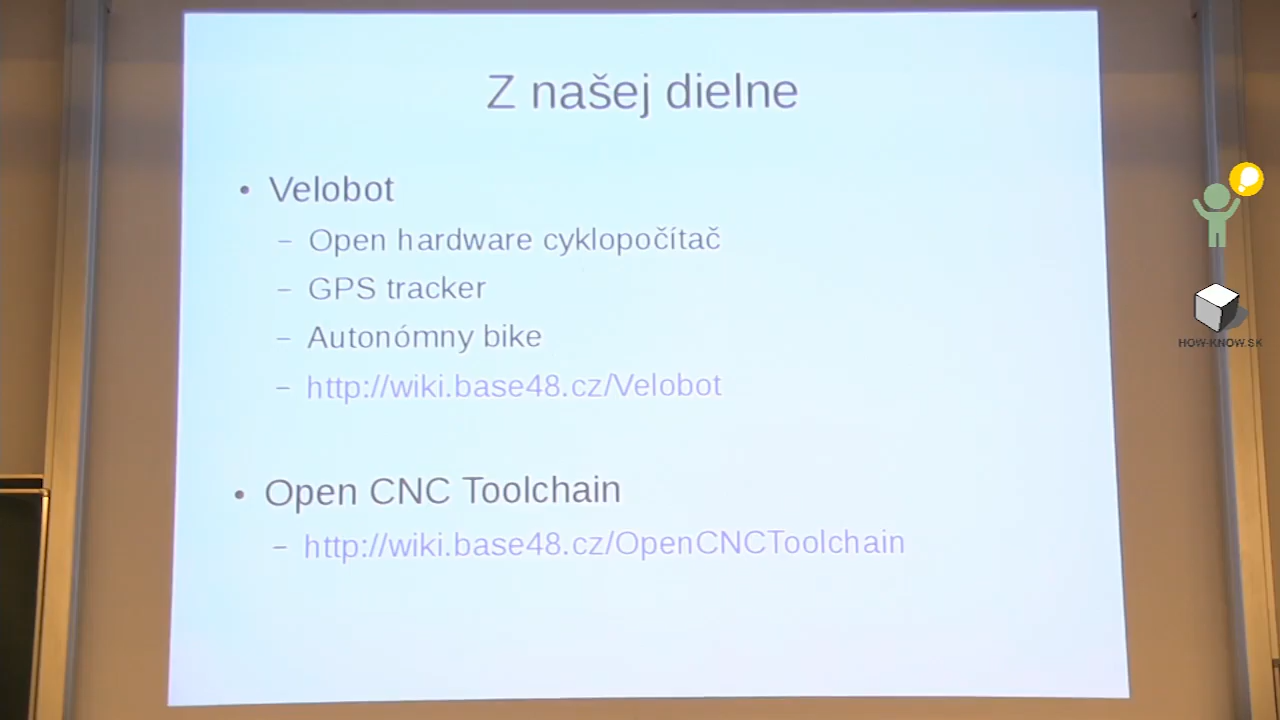 Z našej dielne
• Velobot
– Open hardware cyklopočítač
– GPS tracker
– Autonómny bike
– http://wiki.base48.cz/Velobot
• Open CNC Toolchain
– http://wiki.base48.cz/OpenCNCToolchain
HOW-KNOW.SK